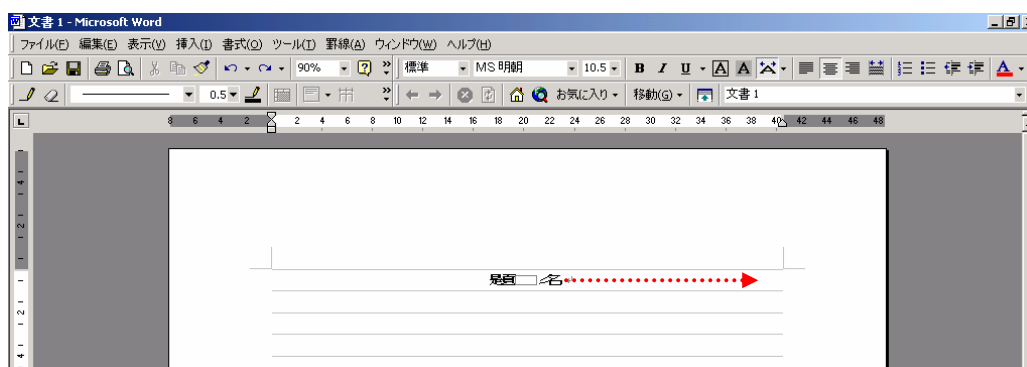 文書 1 - Microsoft Word
ファイル(F) 編集(E) 表示(V) 挿入(I) 書式(O) ツール(T) 罫線(A) ウィンドウ(W) ヘルプ(H)
90% 標準 MS 明朝 10.5 B I U A A A
0.5 お気に入り 移動(G) 文書 1
L 8 6 4 2 2 4 6 8 10 12 14 16 18 20 22 24 26 28 30 32 34 36 38 40 42 44 46 48
題□名
4
2
2
4